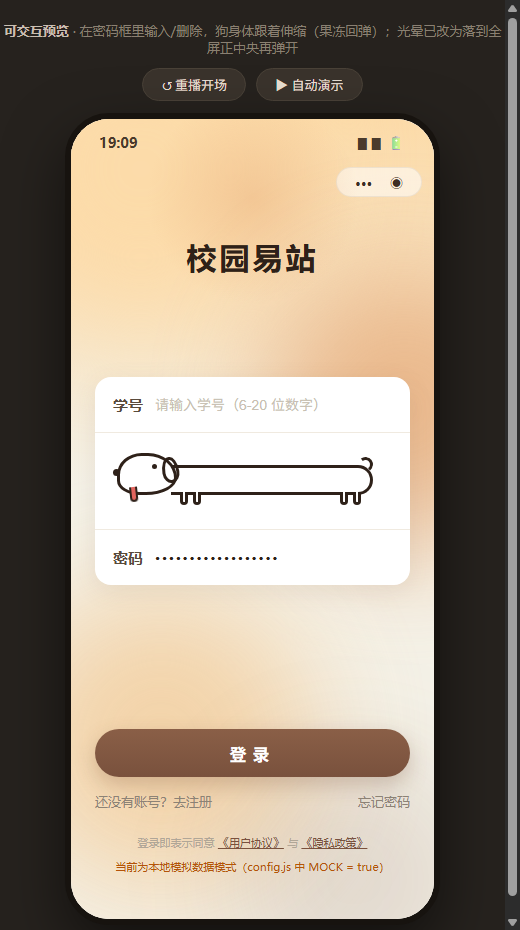 可交互预览 · 在密码框里输入/删除，狗身体跟着伸缩（果冻回弹）；光晕已改为落到全
屏正中央再弹开
↺ 重播开场
▶ 自动演示
19:09
校园易站
学号 请输入学号（6-20 位数字）
密码 ••••••••••••••••••
登 录
还没有账号？去注册
忘记密码
登录即表示同意《用户协议》与《隐私政策》
当前为本地模拟数据模式（config.js 中 MOCK = true）